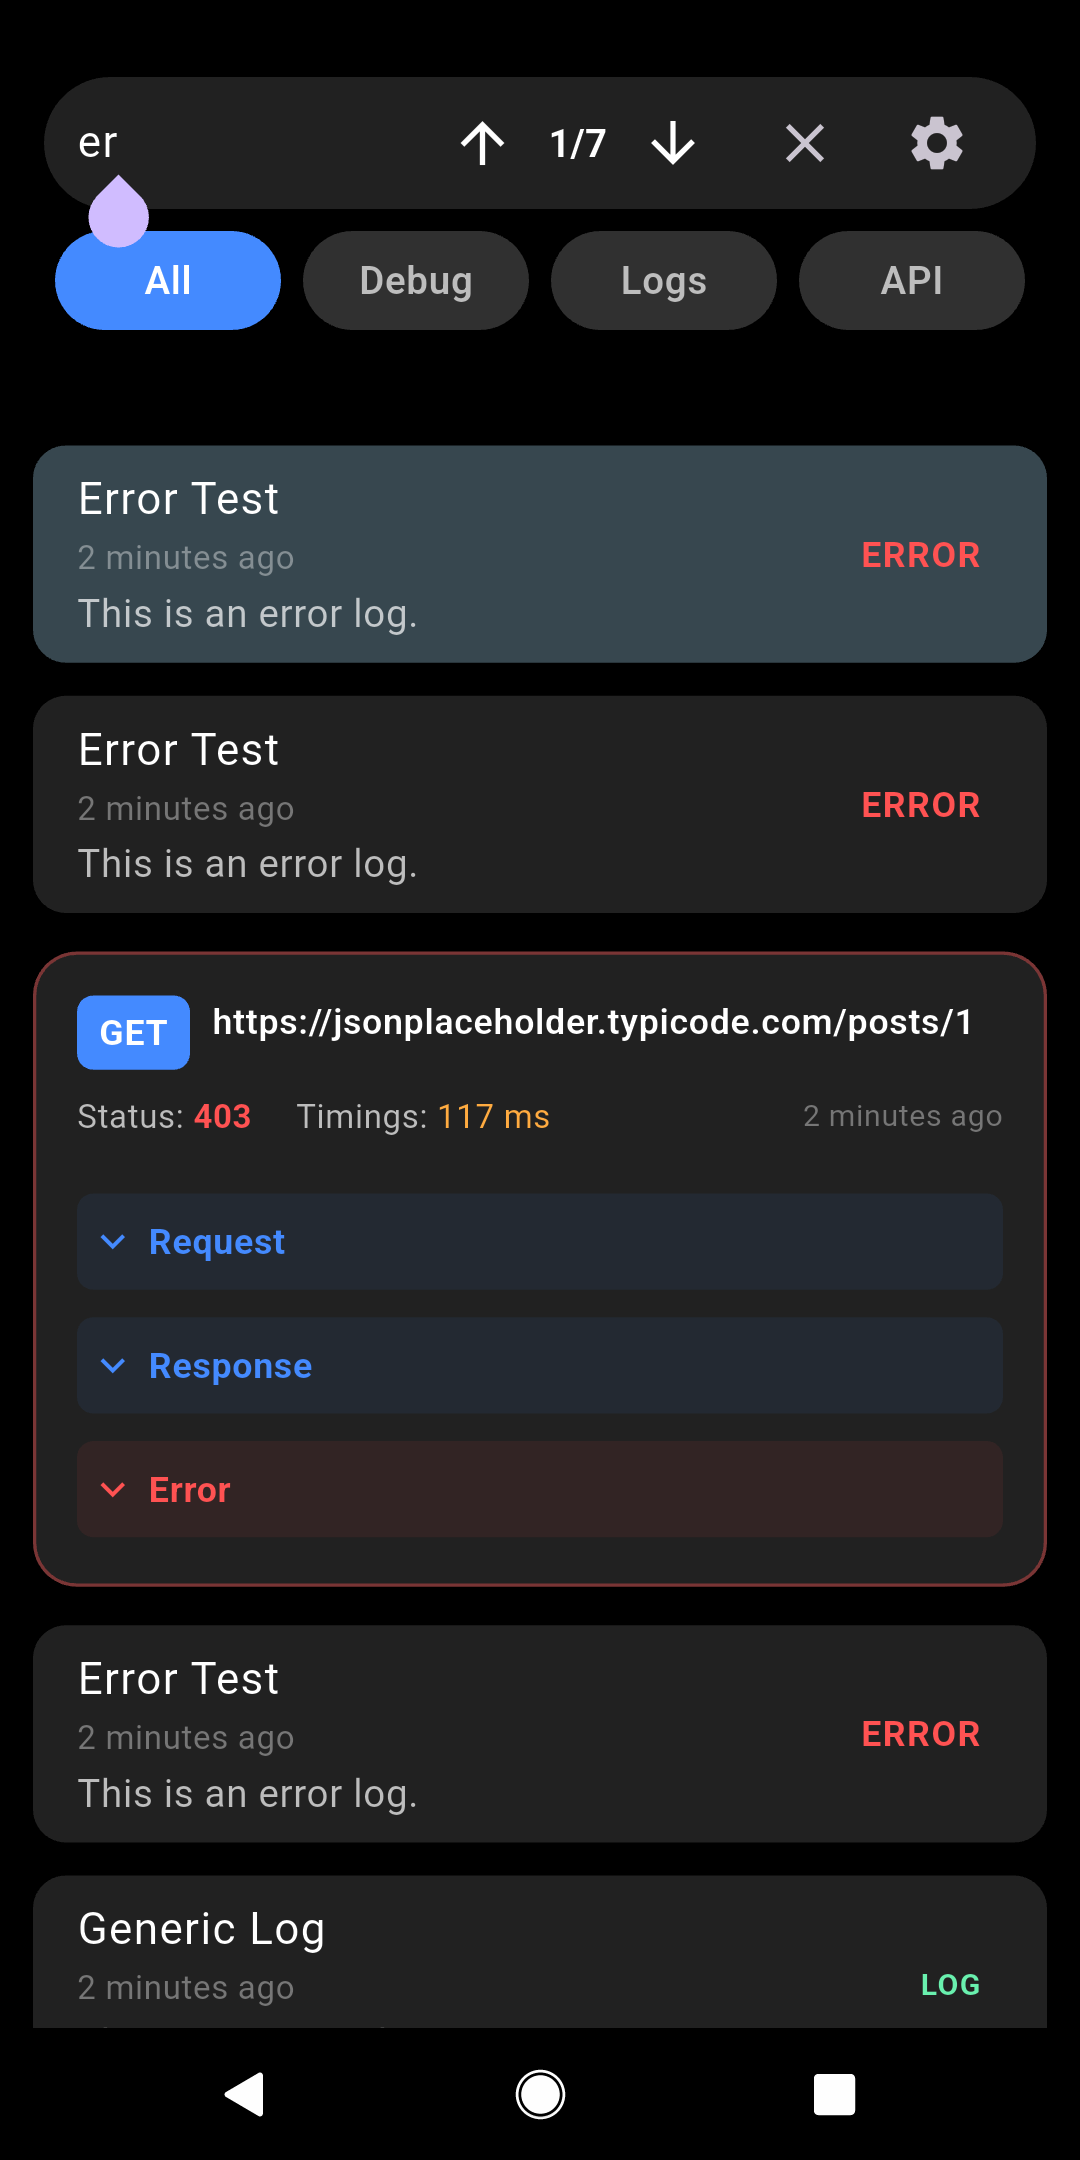 er 1/7
All Debug Logs API
Error Test
2 minutes ago
ERROR
This is an error log.
Error Test
2 minutes ago
ERROR
This is an error log.
GET https://jsonplaceholder.typicode.com/posts/1
Status: 403 Timings: 117 ms 2 minutes ago
Request
Response
Error
Error Test
2 minutes ago
ERROR
This is an error log.
Generic Log
2 minutes ago
LOG